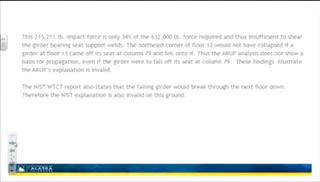 This 215,211 lb. impact force is only 34% of the 632,000 lb. force required and thus insufficient to shear
the girder bearing seat support welds. The northeast corner of floor 12 would not have collapsed if a
girder at floor 13 came off its seat at column 79 and fell onto it. Thus the ARUP analysis does not show a
basis for propagation, even if the girder were to fall off its seat at column 79. These findings illustrate
the ARUP's explanation is invalid.
The NIST WTC7 report also states that the falling girder would break through the next floor down.
Therefore the NIST explanation is also invalid on this ground.
ALASKA